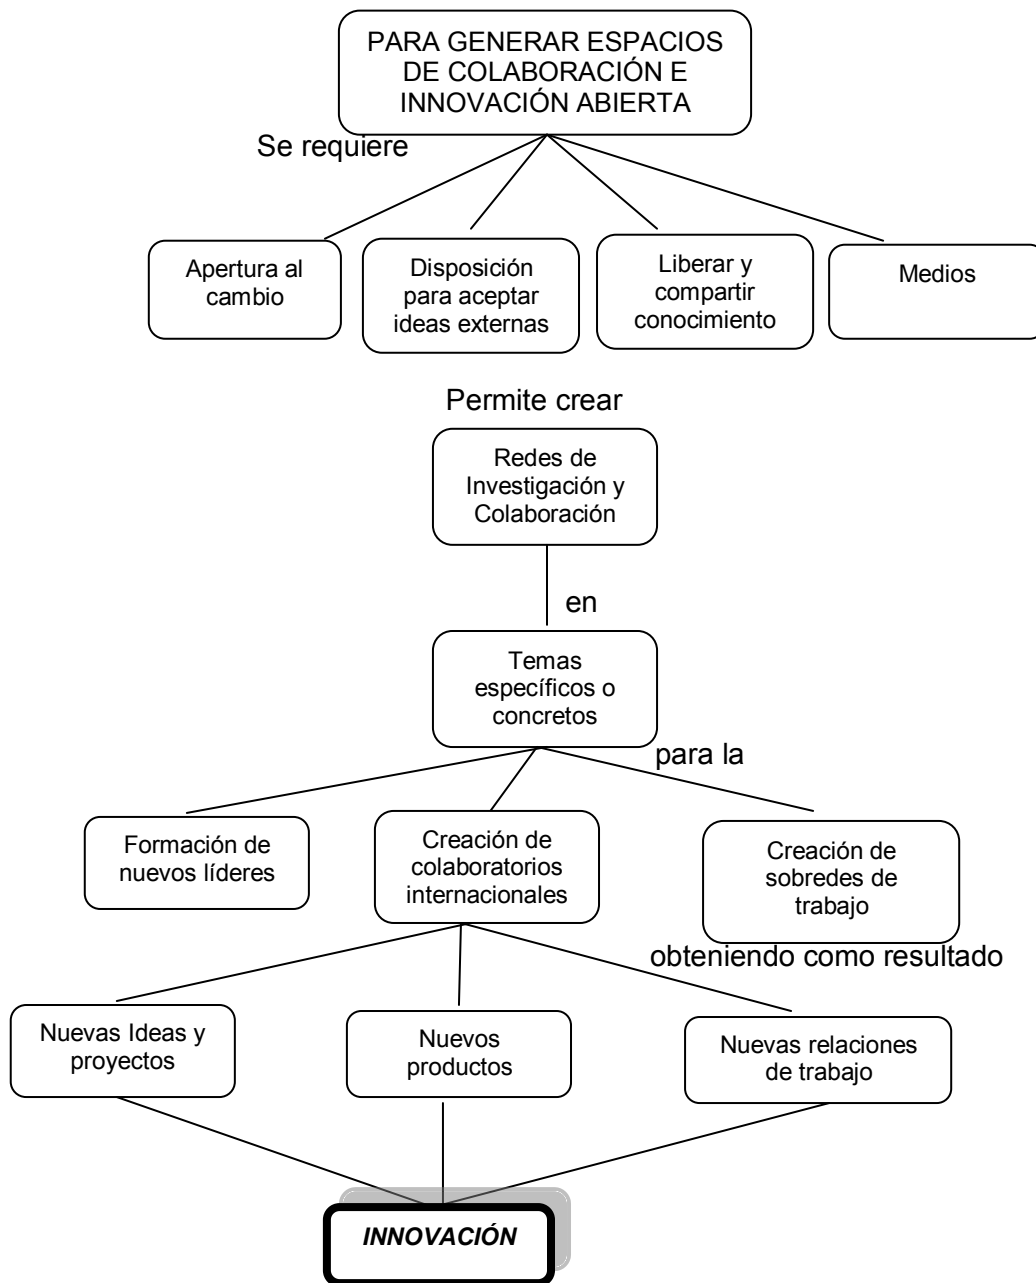 PARA GENERAR ESPACIOS
DE COLABORACIÓN E
INNOVACIÓN ABIERTA
Se requiere
Apertura al
cambio
Disposición
para aceptar
ideas externas
Liberar y
compartir
conocimiento
Medios
Permite crear
Redes de
Investigación y
Colaboración
en
Temas
específicos o
concretos
para la
Formación de
nuevos líderes
Creación de
colaboratorios
internacionales
Creación de
sobredes de
trabajo
obteniendo como resultado
Nuevas Ideas y
proyectos
Nuevos
productos
Nuevas relaciones
de trabajo
INNOVACIÓN